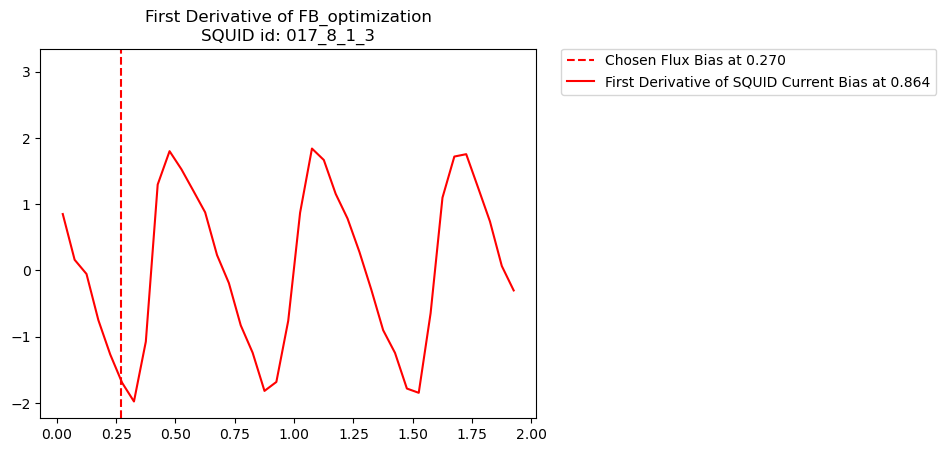 First Derivative of FB_optimization
SQUID id: 017_8_1_3
Chosen Flux Bias at 0.270
First Derivative of SQUID Current Bias at 0.864
3
2
1
0
−1
−2
0.00 0.25 0.50 0.75 1.00 1.25 1.50 1.75 2.00